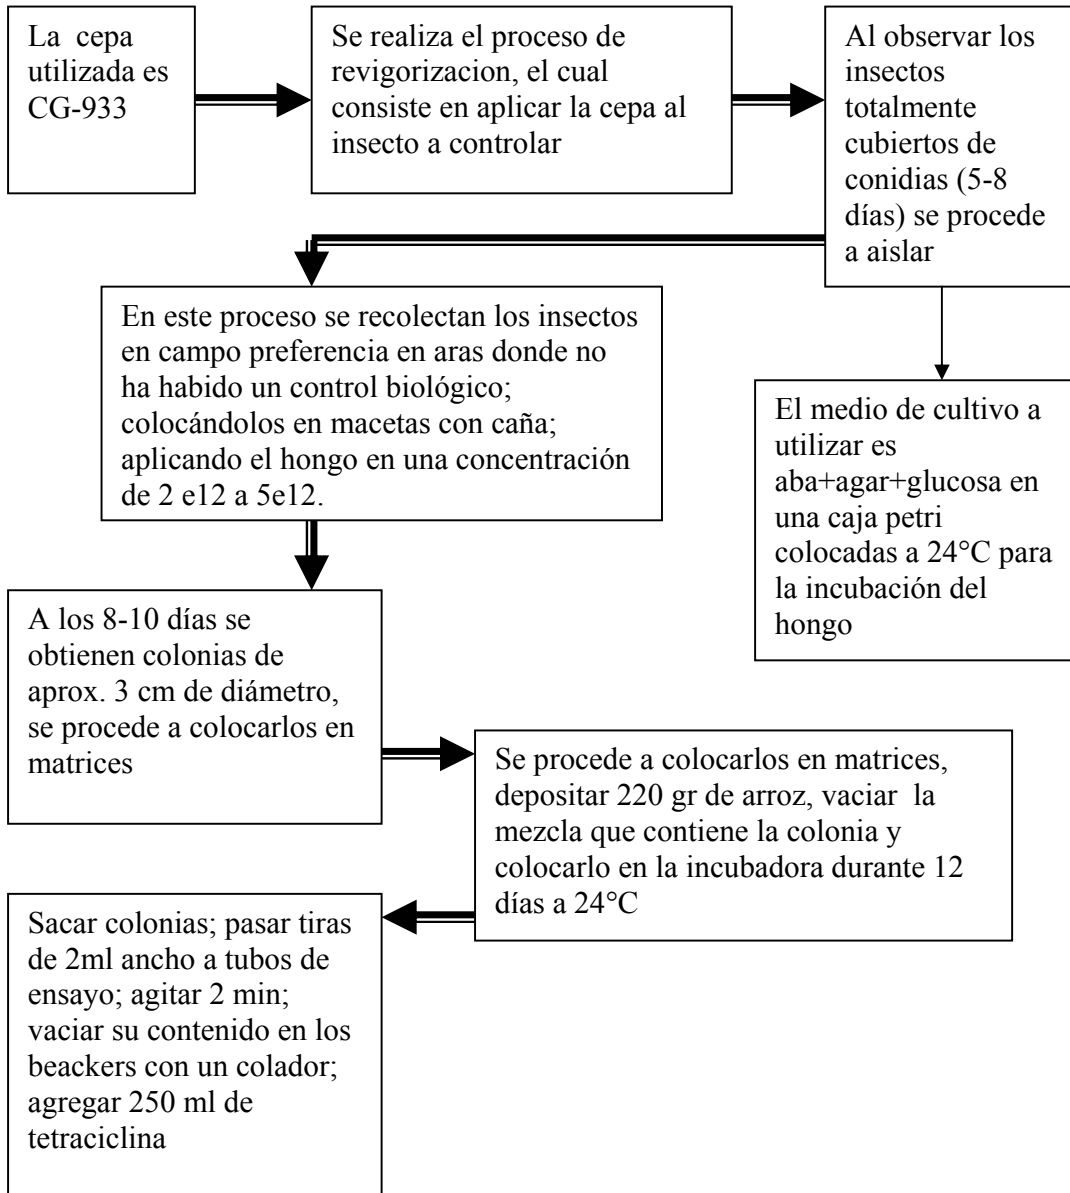 La cepa
utilizada es
CG-933
Se realiza el proceso de
revigorizacion, el cual
consiste en aplicar la cepa al
insecto a controlar
Al observar los
insectos
totalmente
cubiertos de
conidias (5-8
días) se procede
a aislar
En este proceso se recolectan los insectos
en campo preferencia en aras donde no
ha habido un control biológico;
colocándolos en macetas con caña;
aplicando el hongo en una concentración
de 2 e12 a 5e12.
El medio de cultivo a
utilizar es
aba+agar+glucosa en
una caja petri
colocadas a 24°C para
la incubación del
hongo
A los 8-10 días se
obtienen colonias de
aprox. 3 cm de diámetro,
se procede a colocarlos en
matrices
Se procede a colocarlos en matrices,
depositar 220 gr de arroz, vaciar la
mezcla que contiene la colonia y
colocarlo en la incubadora durante 12
días a 24°C
Sacar colonias; pasar tiras
de 2ml ancho a tubos de
ensayo; agitar 2 min;
vaciar su contenido en los
beackers con un colador;
agregar 250 ml de
tetraciclina